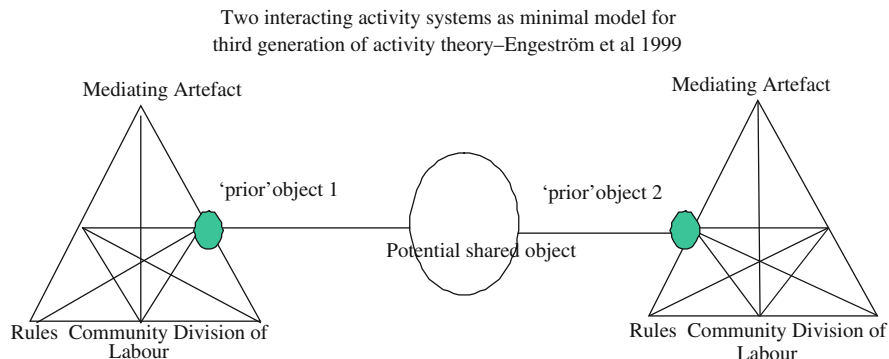 Two interacting activity systems as minimal model for
third generation of activity theory–Engeström et al 1999
Mediating Artefact
Mediating Artefact
‘prior’object 1
‘prior’object 2
Potential shared object
Rules Community Division of
Labour
Rules Community Division of
Labour